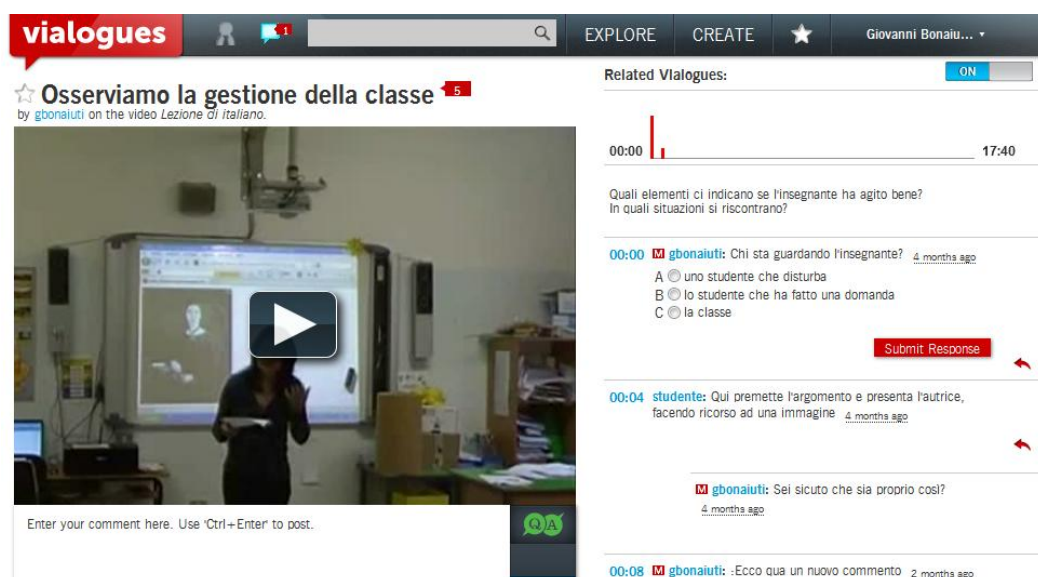 vialogues
1
EXPLORE
CREATE
Giovanni Bonaiu...
Osserviamo la gestione della classe 5
by gbonaiuti on the video Lezione di italiano.
Enter your comment here. Use 'Ctrl+Enter' to post.
QA
Related Vialogues:
ON
00:00
17:40
Quali elementi ci indicano se l'insegnante ha agito bene?
In quali situazioni si riscontrano?
00:00 M gbonaiuti: Chi sta guardando l'insegnante? 4 months ago
A uno studente che disturba
B lo studente che ha fatto una domanda
C la classe
Submit Response
00:04 studente: Qui premette l'argomento e presenta l'autrice,
facendo ricorso ad una immagine 4 months ago
M gbonaiuti: Sei sicuto che sia proprio così?
4 months ago
00:08 M gbonaiuti: :Ecco qua un nuovo commento 2 months ago